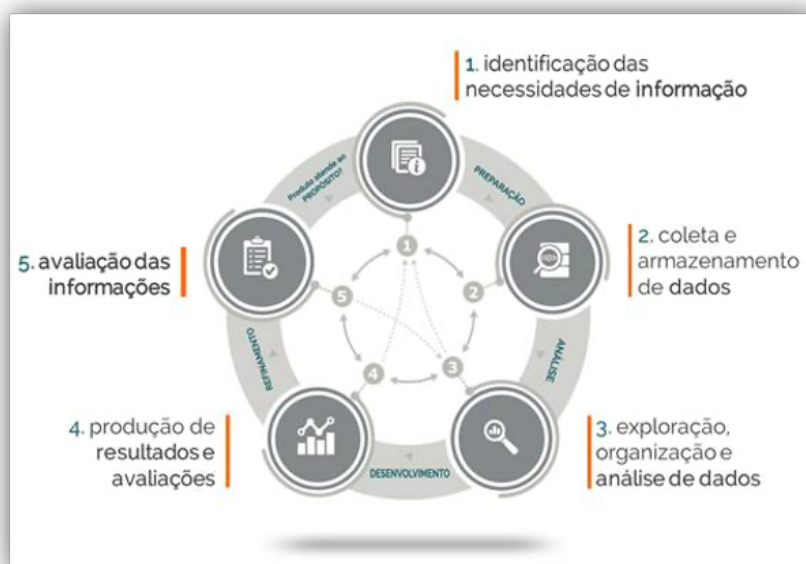 1. identificação das
necessidades de informação
Produto atende ao
PROPÓSITO?
PREPARAÇÃO
2. coleta e
armazenamento
de dados
5. avaliação das
informações
1
2
3
4
5
REFINAMENTO
ANÁLISE
4. produção de
resultados e
avaliações
DESENVOLVIMENTO
3. exploração,
organização e
análise de dados